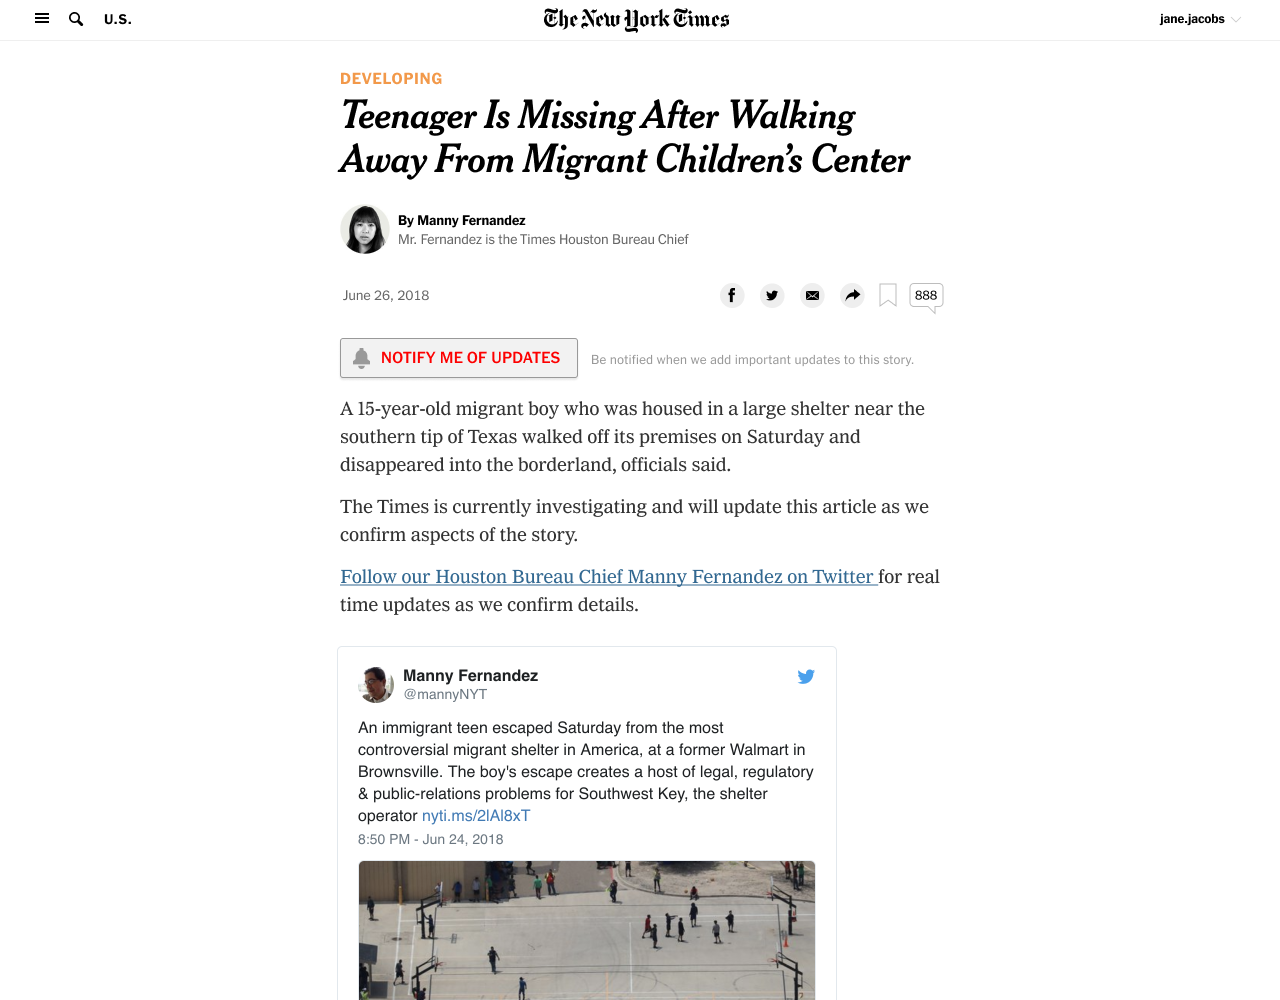 U.S.
The New York Times
jane.jacobs
DEVELOPING
Teenager Is Missing After Walking
Away From Migrant Children’s Center
By Manny Fernandez
Mr. Fernandez is the Times Houston Bureau Chief
June 26, 2018
888
NOTIFY ME OF UPDATES
Be notified when we add important updates to this story.
A 15-year-old migrant boy who was housed in a large shelter near the
southern tip of Texas walked off its premises on Saturday and
disappeared into the borderland, officials said.
The Times is currently investigating and will update this article as we
confirm aspects of the story.
Follow our Houston Bureau Chief Manny Fernandez on Twitter for real
time updates as we confirm details.
Manny Fernandez
@mannyNYT
An immigrant teen escaped Saturday from the most
controversial migrant shelter in America, at a former Walmart in
Brownsville. The boy's escape creates a host of legal, regulatory
& public-relations problems for Southwest Key, the shelter
operator nyti.ms/2lAl8xT
8:50 PM - Jun 24, 2018